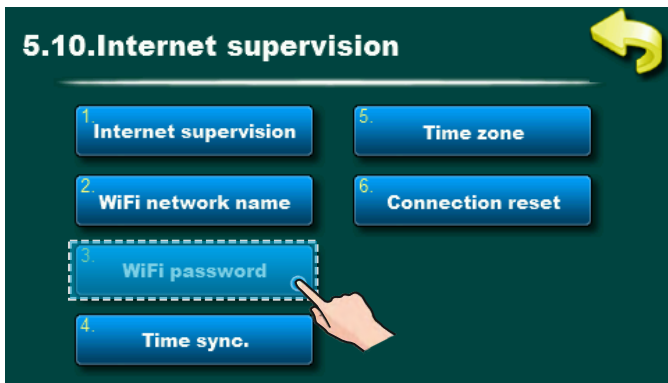 5.10.Internet supervision
1.
Internet supervision
2.
WiFi network name
3.
WiFi password
4.
Time sync.
5.
Time zone
6.
Connection reset